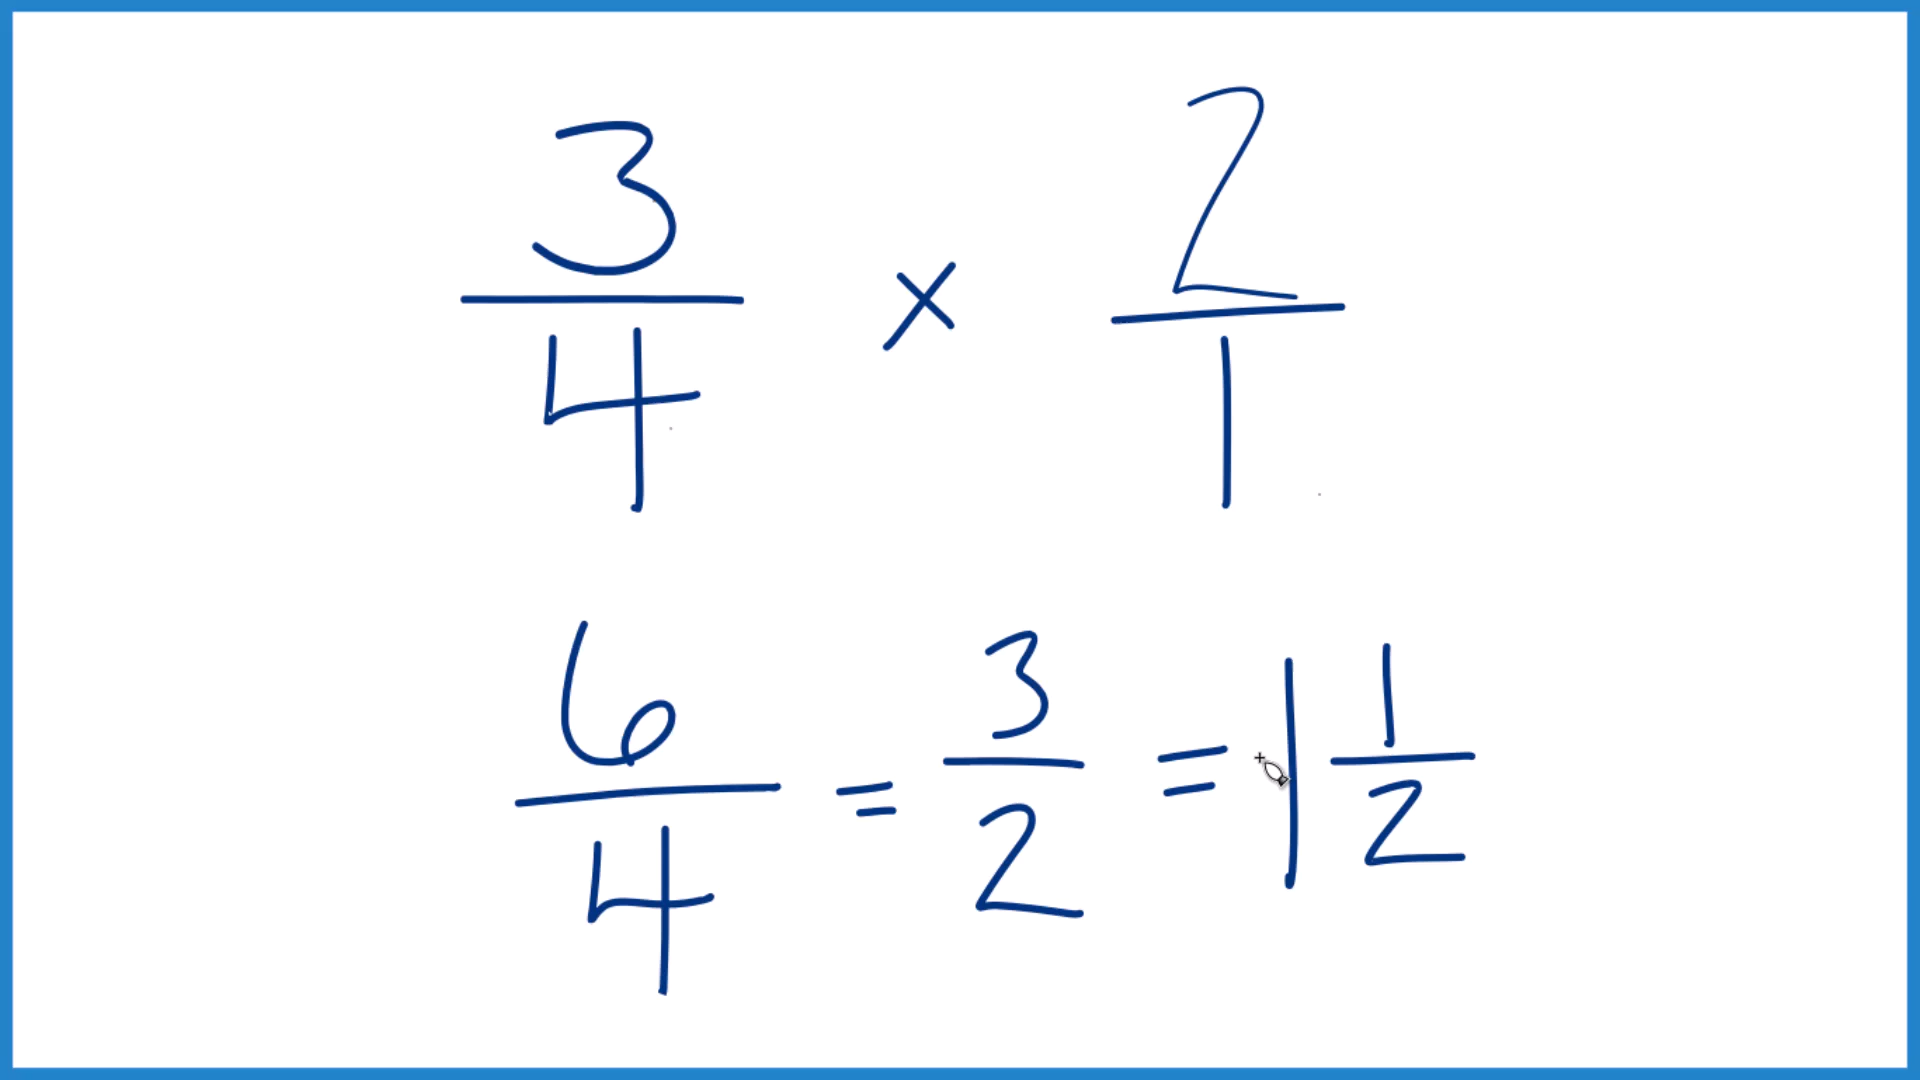 3/4 × 2/1
6/4 = 3/2 = 1 1/2